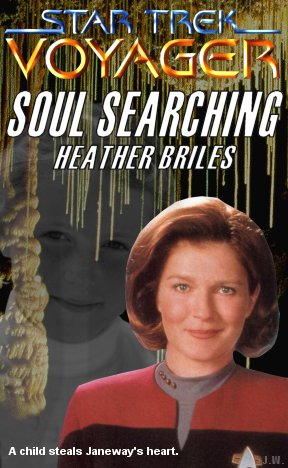 STAR TREK
VOYAGER
SOUL SEARCHING
HEATHER BRILES
A child steals Janeway's heart.
J.W.